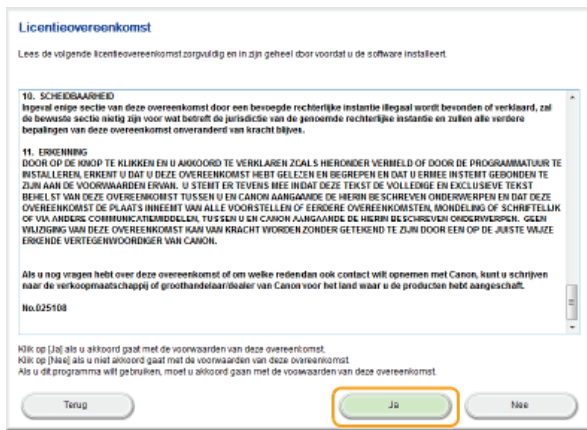 Licentieovereenkomst
Lees de volgende licentieovereenkomst zorgvuldig en in zijn geheel door voordat u de software installeert.
10. SCHEIDBAARHEID
Ingeval enige sectie van deze overeenkomst door een bevoegde rechterlijke instantie illegaal wordt bevonden of verklaard, zal
de bewuste sectie nietig zijn voor wat betreft de jurisdictie van de genoemde rechterlijke instantie en zullen alle verdere
bepalingen van deze overeenkomst onveranderd van kracht blijven.
11. ERKENNING
DOOR OP DE KNOP TE KLIKKEN EN U AKKOORD TE VERKLAREN ZOALS HIERONDER VERMELD OF DOOR DE PROGRAMMATUUR TE
INSTALLEREN, ERKENT U DAT U DEZE OVEREENKOMST HEBT GELEZEN EN BEGREPEN EN DAT U ERMEE INSTEMT GEBONDEN TE
ZIJN AAN DE VOORWAARDEN ERVAN. U STEMT ER TEVENS MEE IN DAT DEZE TEKST DE VOLLEDIGE EN EXCLUSIEVE TEKST
BEHELST VAN DEZE OVEREENKOMST TUSSEN U EN CANON AANGAANDE DE HIERIN BESCHREVEN ONDERWERPEN EN DAT DEZE
OVEREENKOMST DE PLAATS INNEEMT VAN ALLE VOORSTELLEN OF EERDERE OVEREENKOMSTEN, MONDELING OF SCHRIFTELIJK
OF VIA ANDERE COMMUNICATIEMIDDELEN, TUSSEN U EN CANON AANGAANDE DE HIERIN BESCHREVEN ONDERWERPEN. GEEN
WIJZIGING VAN DEZE OVEREENKOMST KAN VAN KRACHT WORDEN ZONDER GETEKEND TE ZIJN DOOR EEN OP DE JUISTE WIJZE
ERKENDE VERTEGENWOORDIGER VAN CANON.
Als u nog vragen hebt over deze overeenkomst of om welke redendan ook contact wilt opnemen met Canon, kunt u schrijven
naar de verkoopmaatschappij of groothandelaar/dealer van Canon voor het land waar u de producten hebt aangeschaft.
No.025108
Klik op [Ja] als u akkoord gaat met de voorwaarden van deze overeenkomst.
Klik op [Nee] als u niet akkoord gaat met de voorwaarden van deze overeenkomst.
Als u dit programma wilt gebruiken, moet u akkoord gaan met de voorwaarden van deze overeenkomst.
Terug
Ja
Nee